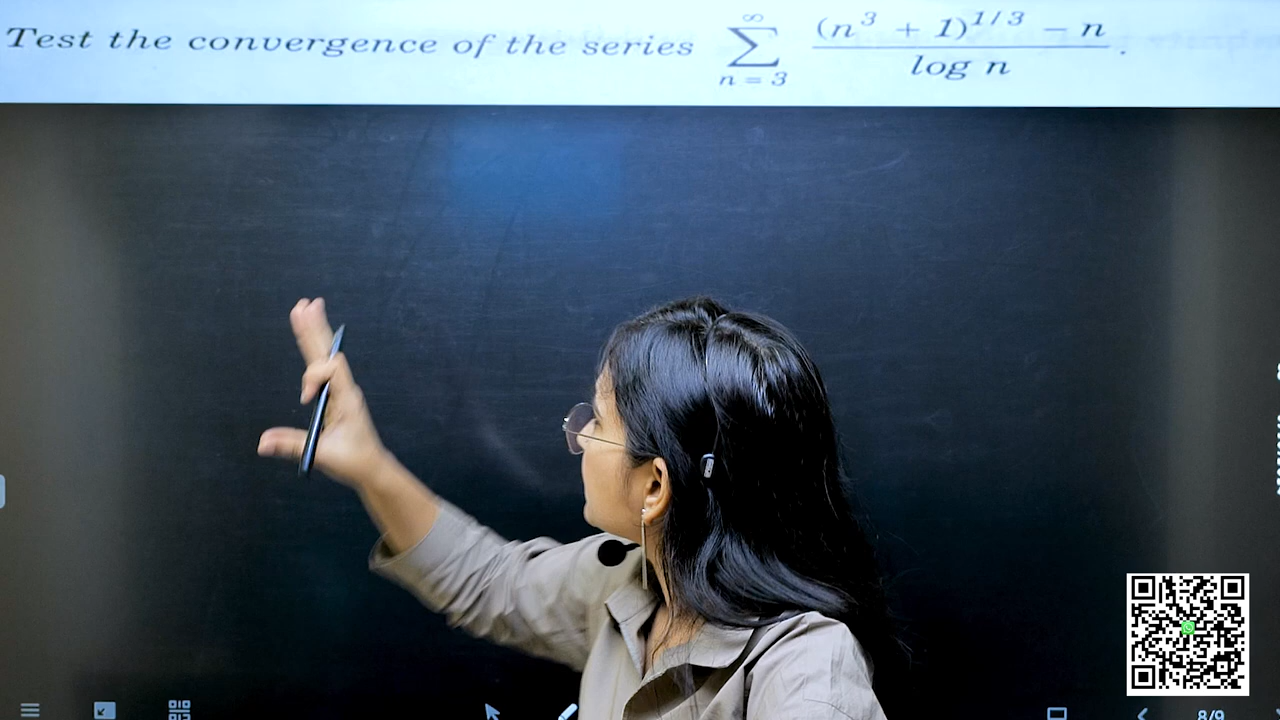 Test the convergence of the series \sum_{n=3}^{\infty} \frac{(n^3+1)^{1/3} - n}{\log n}.
8/9